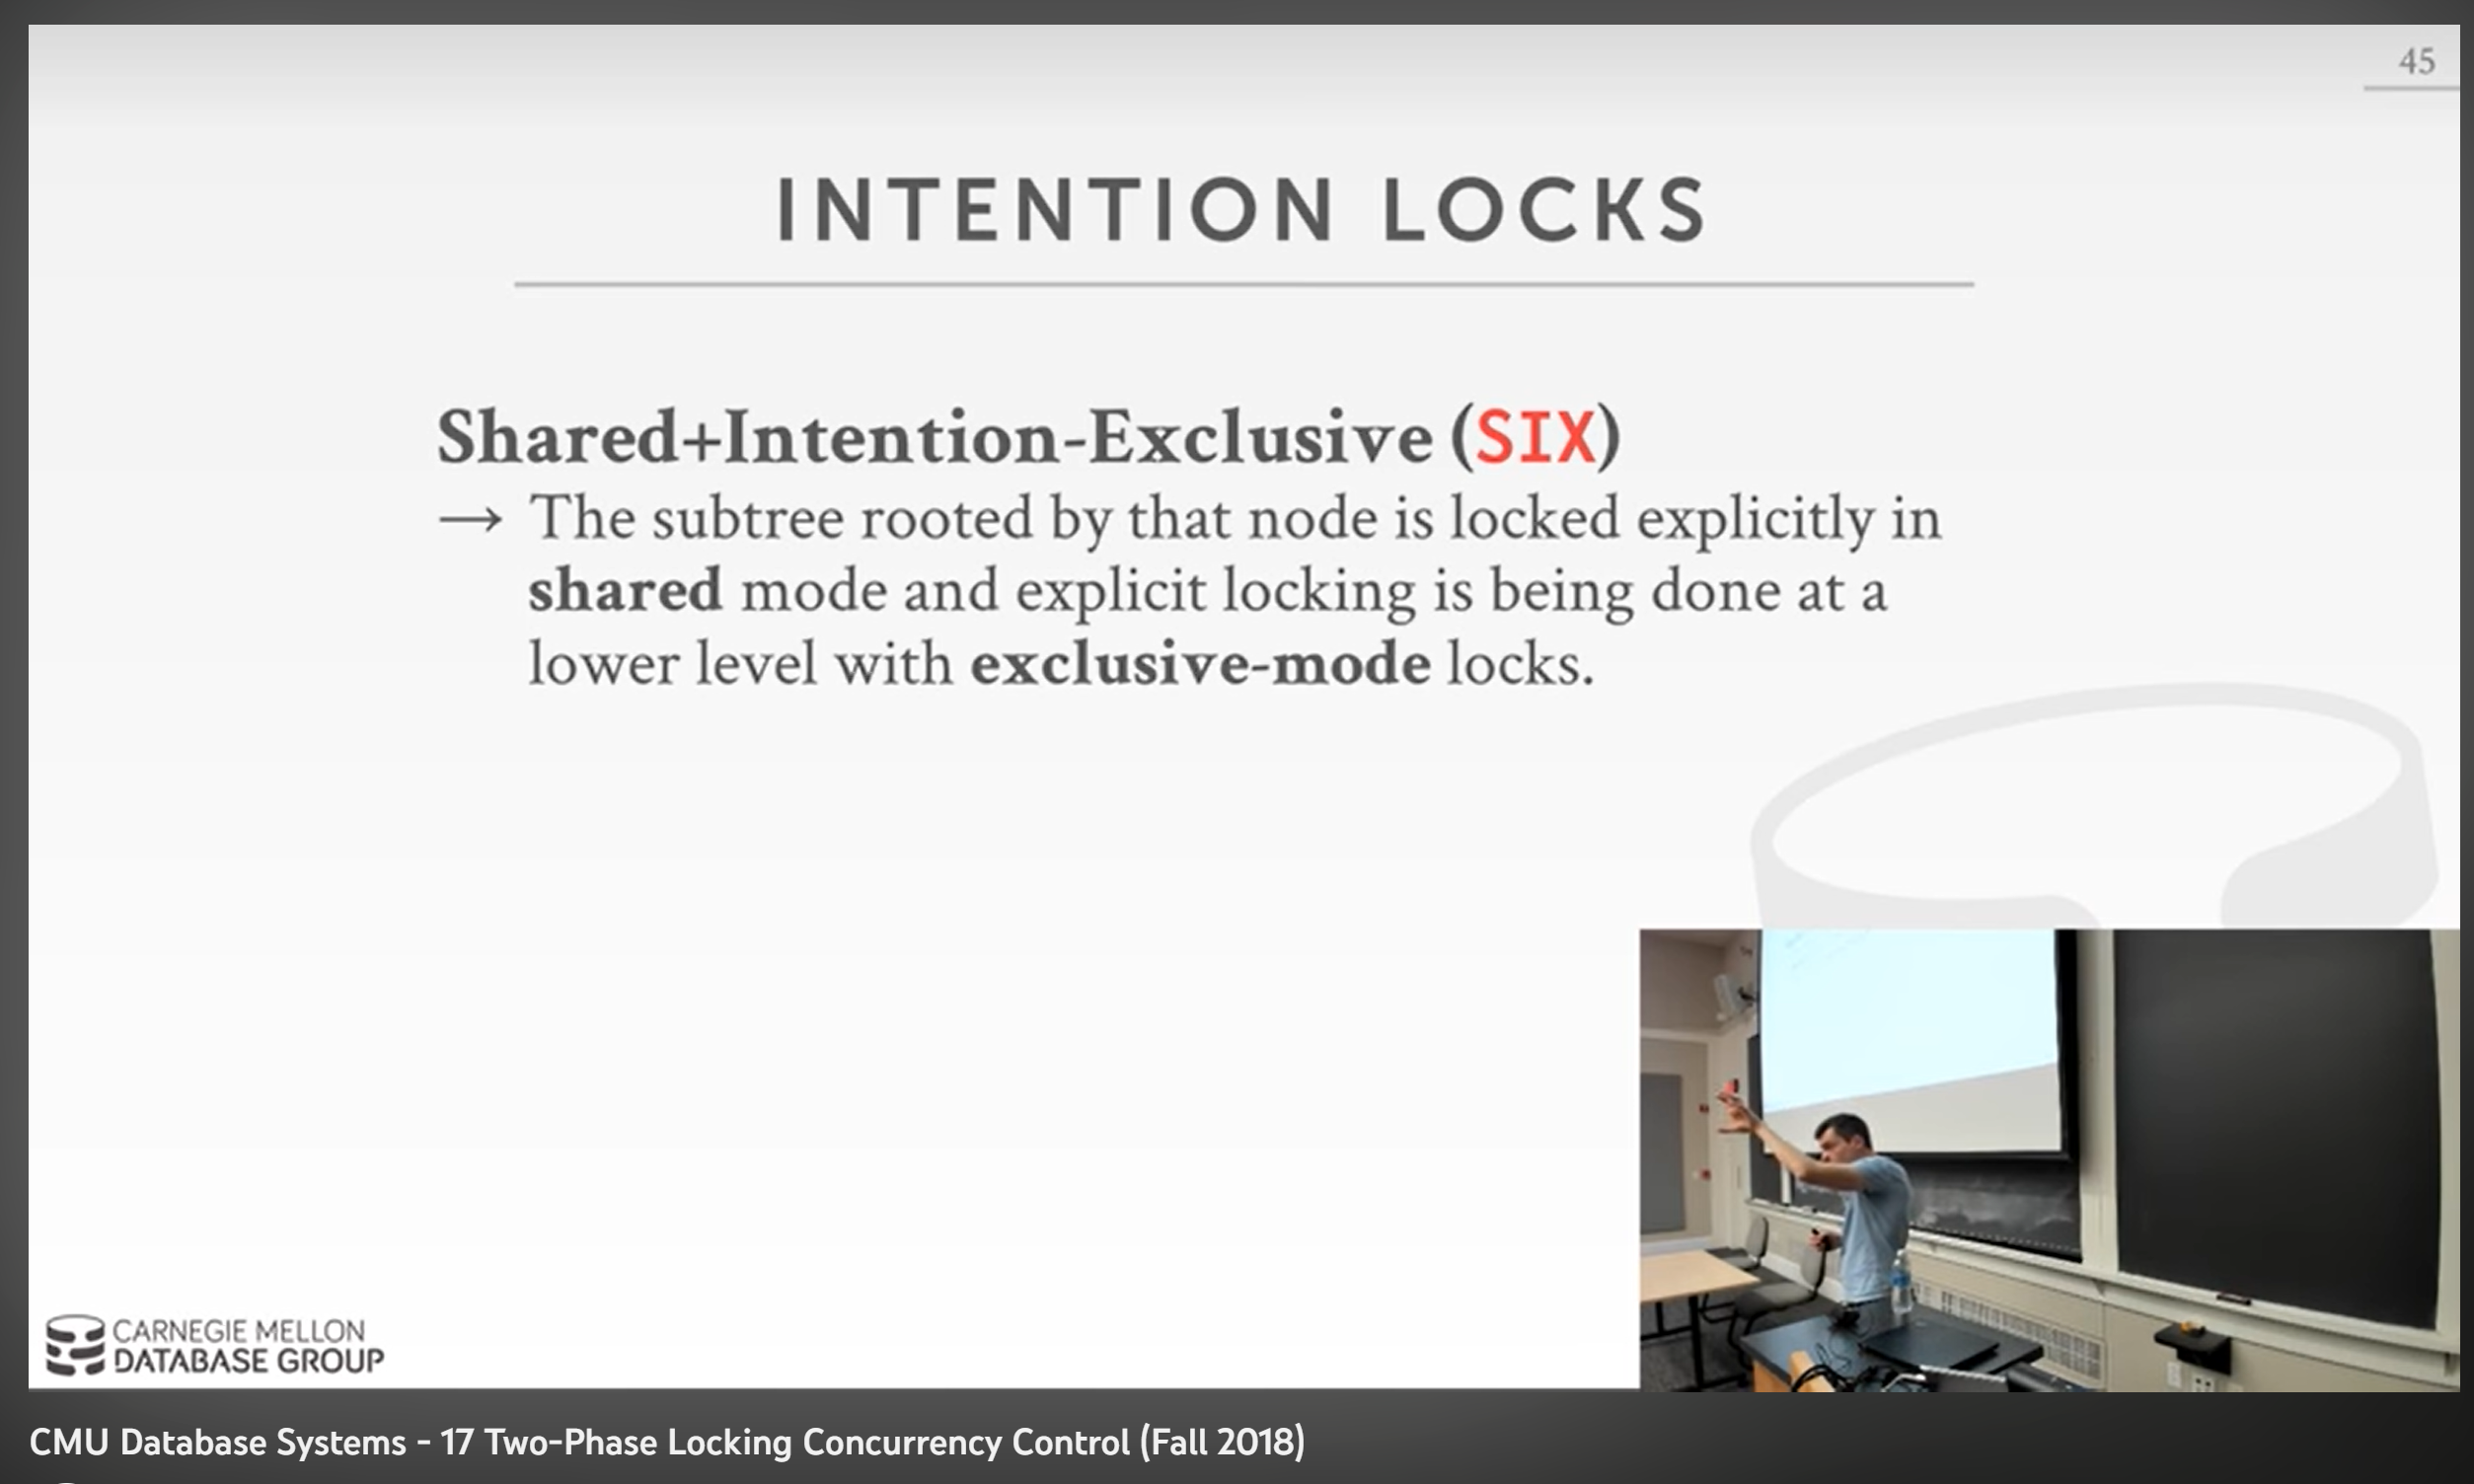 45
INTENTION LOCKS
Shared+Intention-Exclusive (SIX)
→ The subtree rooted by that node is locked explicitly in
shared mode and explicit locking is being done at a
lower level with exclusive-mode locks.
CARNEGIE MELLON
DATABASE GROUP
CMU Database Systems - 17 Two-Phase Locking Concurrency Control (Fall 2018)